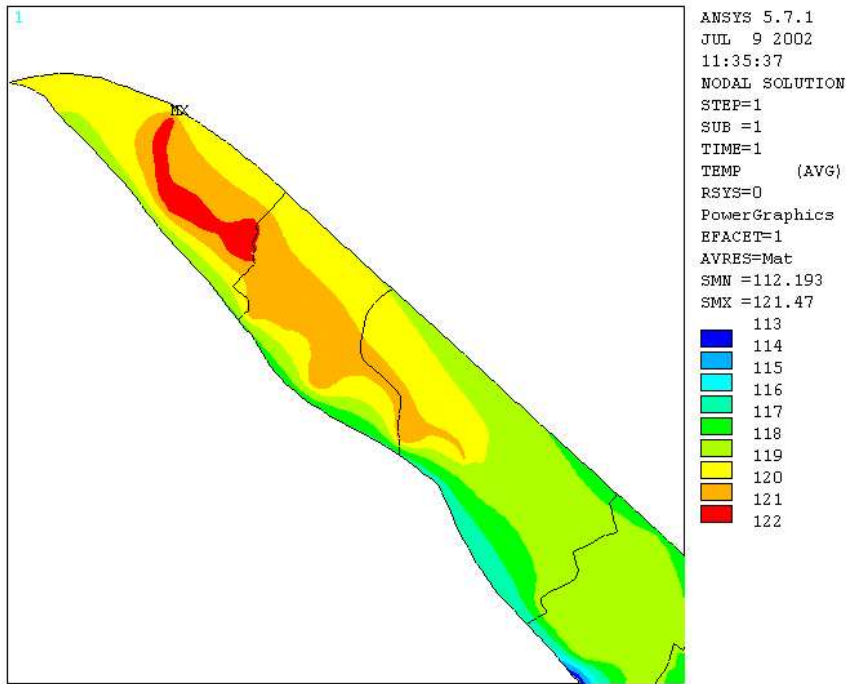 1
MX
ANSYS 5.7.1
JUL  9 2002
11:35:37
NODAL SOLUTION
STEP=1
SUB =1
TIME=1
TEMP     (AVG)
RSYS=0
PowerGraphics
EFACET=1
AVRES=Mat
SMN =112.193
SMX =121.47
113
114
115
116
117
118
119
120
121
122